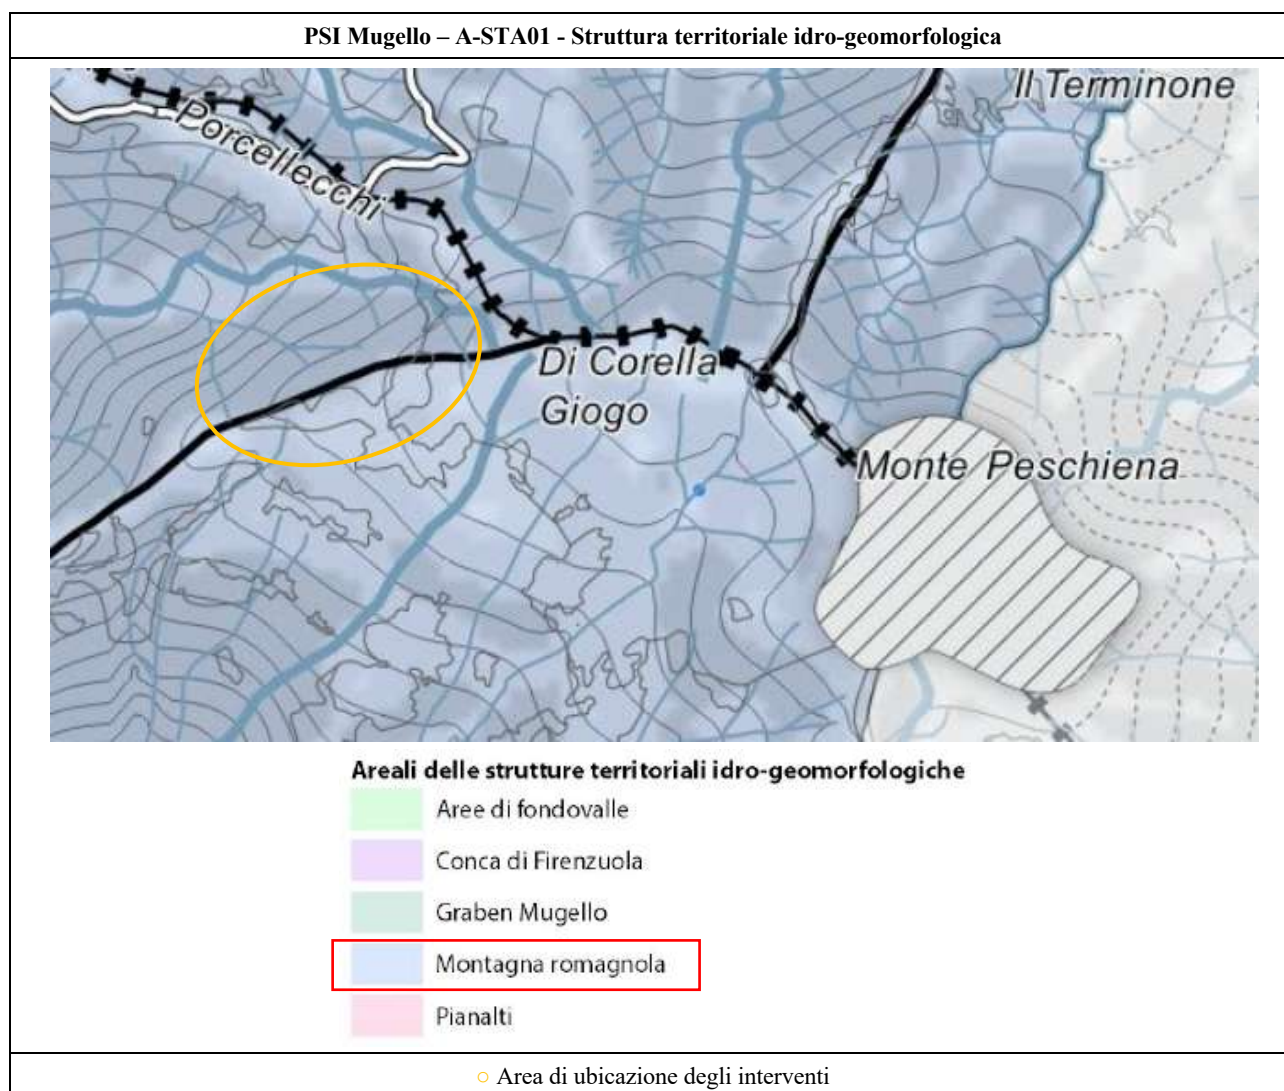 PSI Mugello – A-STA01 - Struttura territoriale idro-geomorfologica
Il Terminone
Porcellecchi
Di Corella
Giogo
Monte Peschiena
Areali delle strutture territoriali idro-geomorfologiche
Aree di fondovalle
Conca di Firenzuola
Graben Mugello
Montagna romagnola
Pianalti
○ Area di ubicazione degli interventi